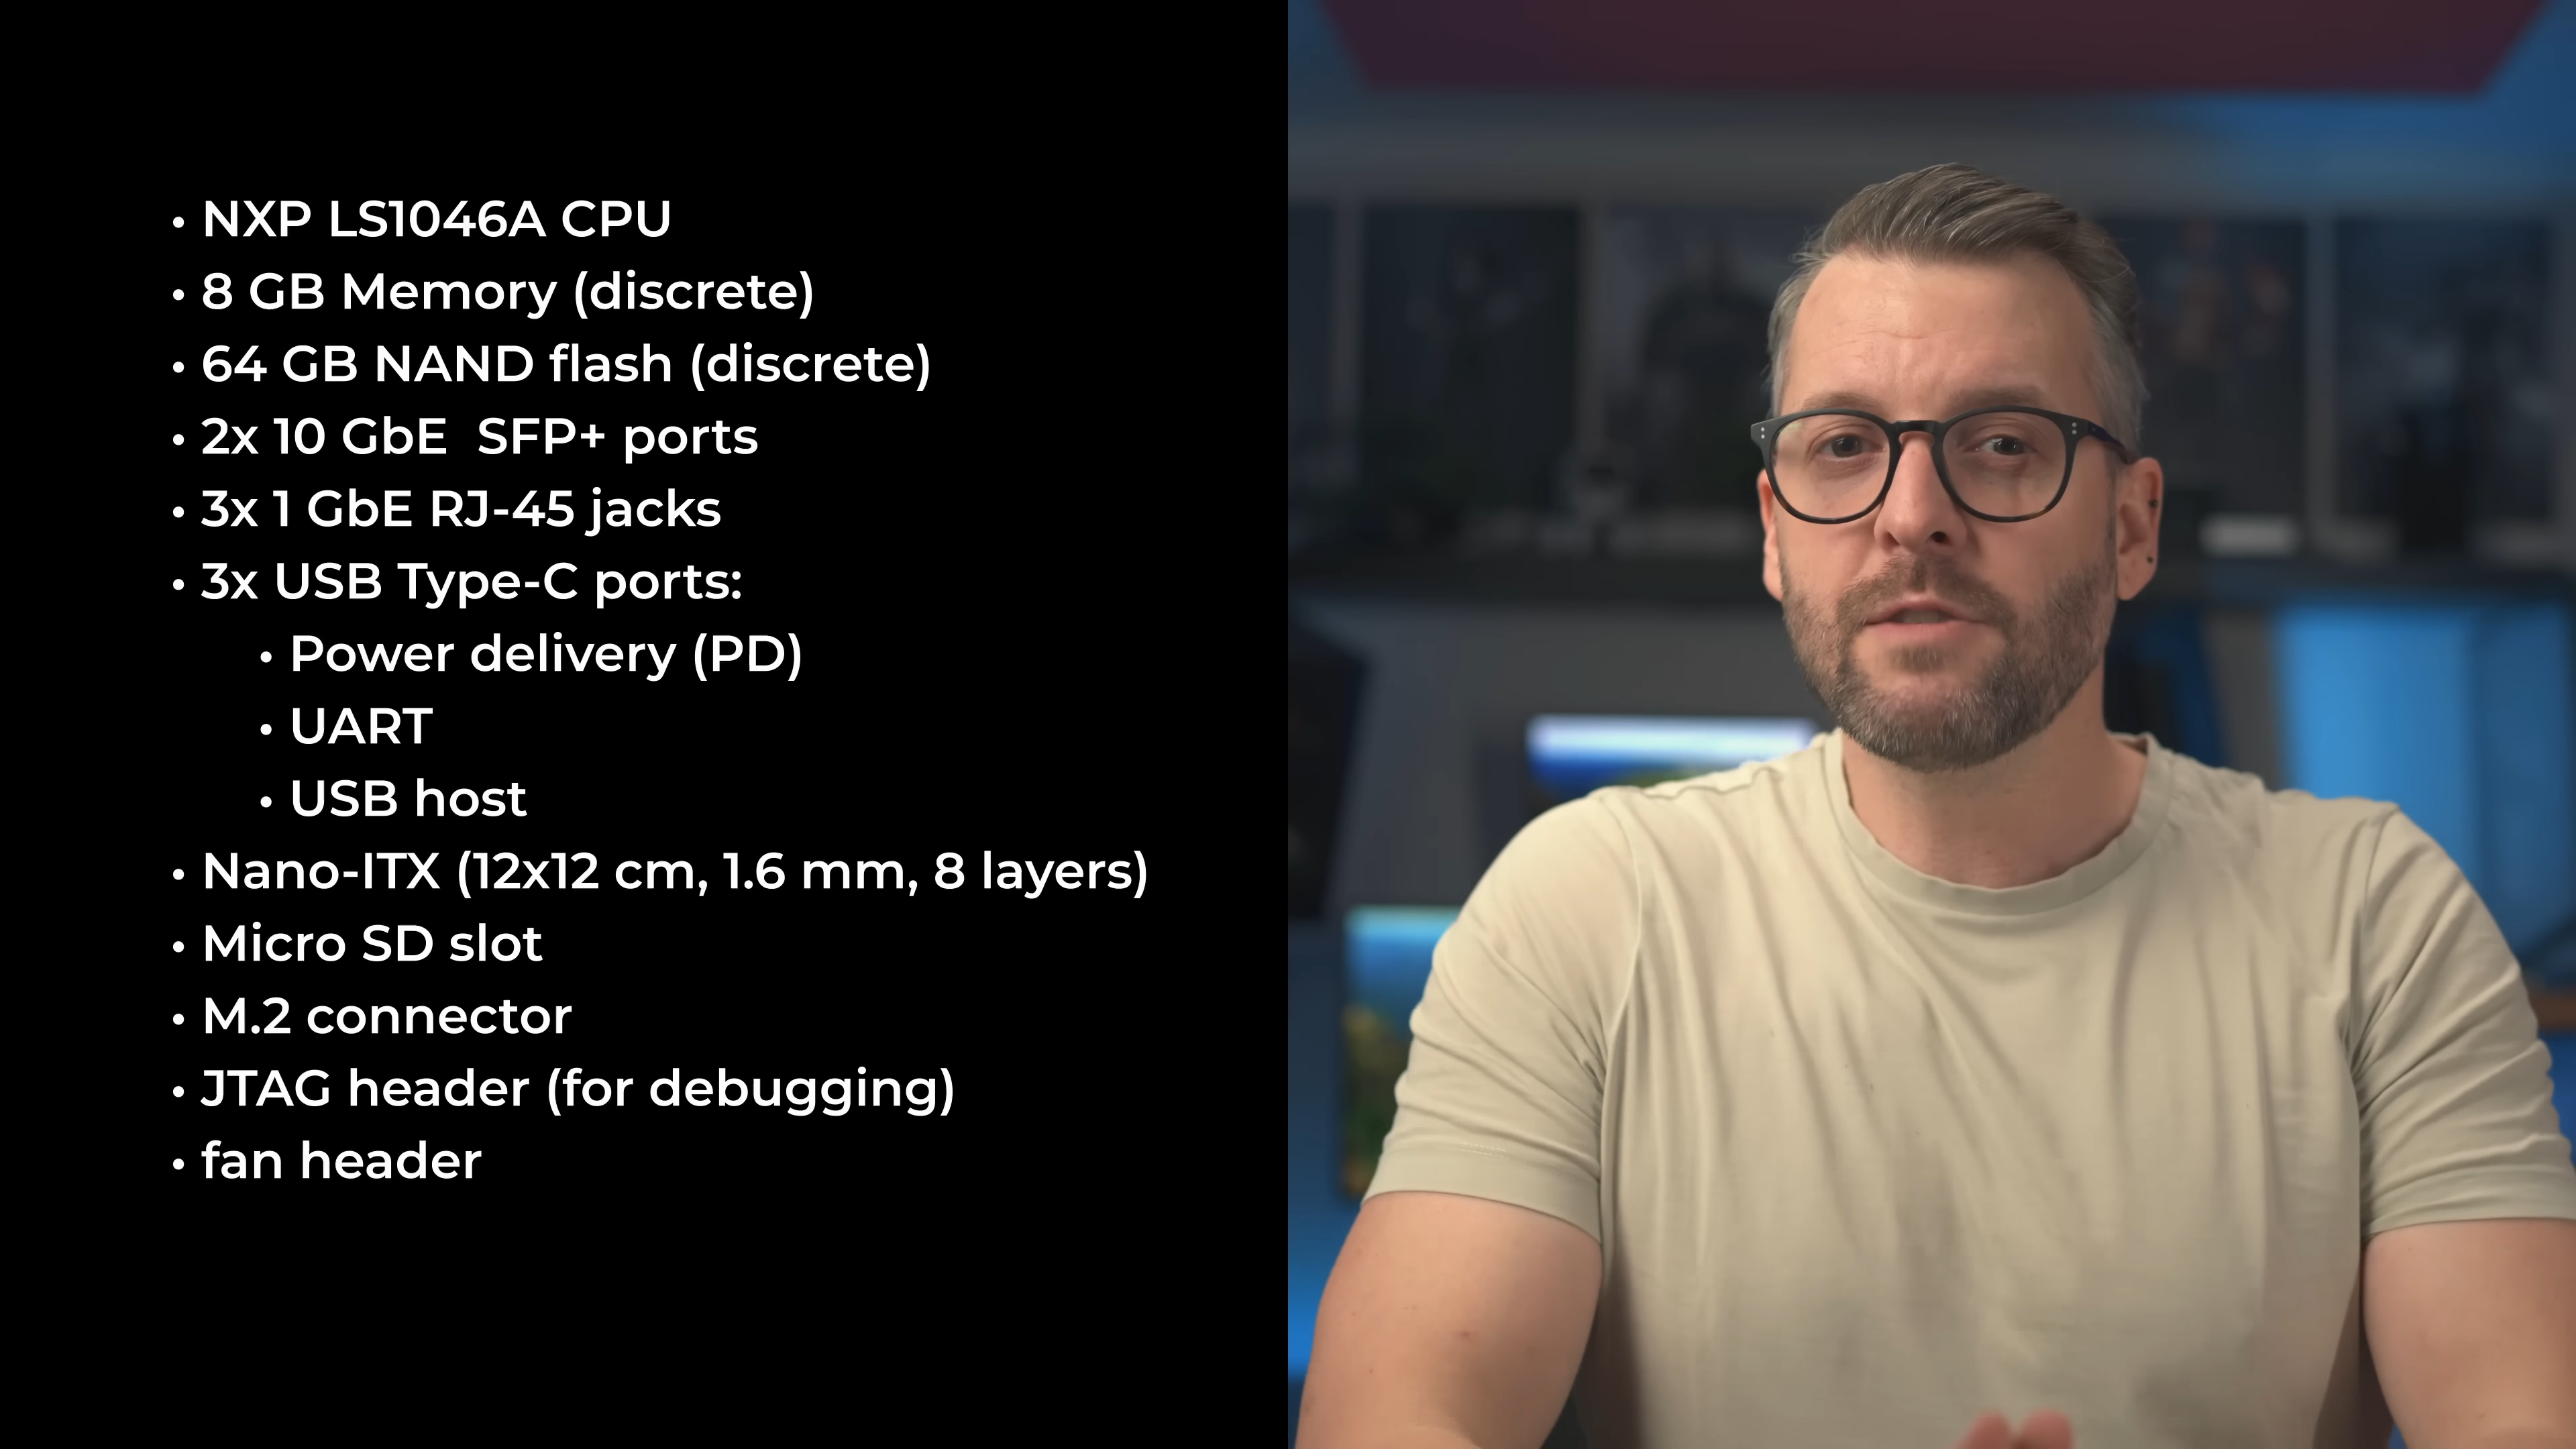 • NXP LS1046A CPU
• 8 GB Memory (discrete)
• 64 GB NAND flash (discrete)
• 2x 10 GbE  SFP+ ports
• 3x 1 GbE RJ-45 jacks
• 3x USB Type-C ports:
• Power delivery (PD)
• UART
• USB host
• Nano-ITX (12x12 cm, 1.6 mm, 8 layers)
• Micro SD slot
• M.2 connector
• JTAG header (for debugging)
• fan header